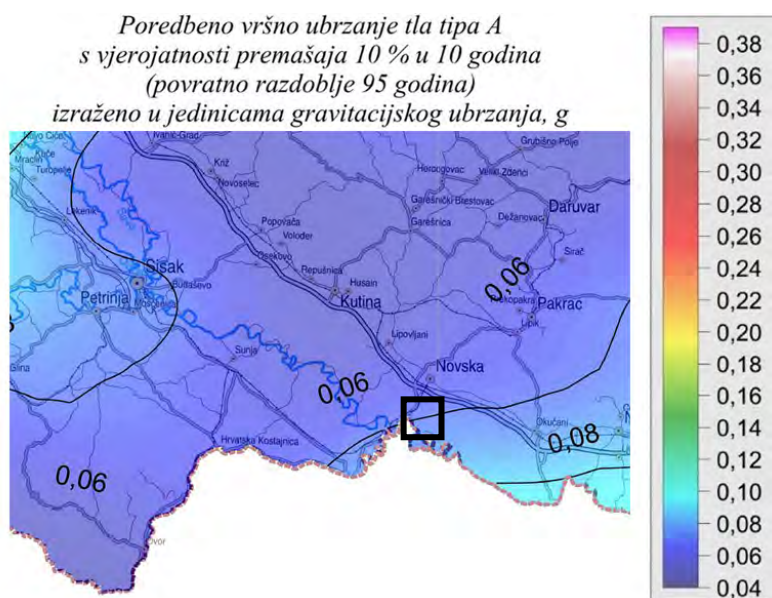 Poredbeno vršno ubrzanje tla tipa A
s vjerojatnosti premašaja 10 % u 10 godina
(povratno razdoblje 95 godina)
izraženo u jedinicama gravitacijskog ubrzanja, g
Ivanić-Grad
Grubišno Polje
Mraclin
Turopolje
Križ
Novoselec
Hercegovac
Veliki Zdenci
Garešnički Brestovac
Garešnica
Dežanovac
Daruvar
Lekenik
Popovača
Voloder
Osekovo
Sirač
0,06
Sisak
Repušnica
Husain
Kutina
Petrinja
Pakrac
Lipik
Lipovljani
Sunja
Glina
Novska
0,06
Okučani
0,08
Hrvatska Kostajnica
0,06
Dvor
0,38
0,36
0,34
0,32
0,30
0,28
0,26
0,24
0,22
0,20
0,18
0,16
0,14
0,12
0,10
0,08
0,06
0,04